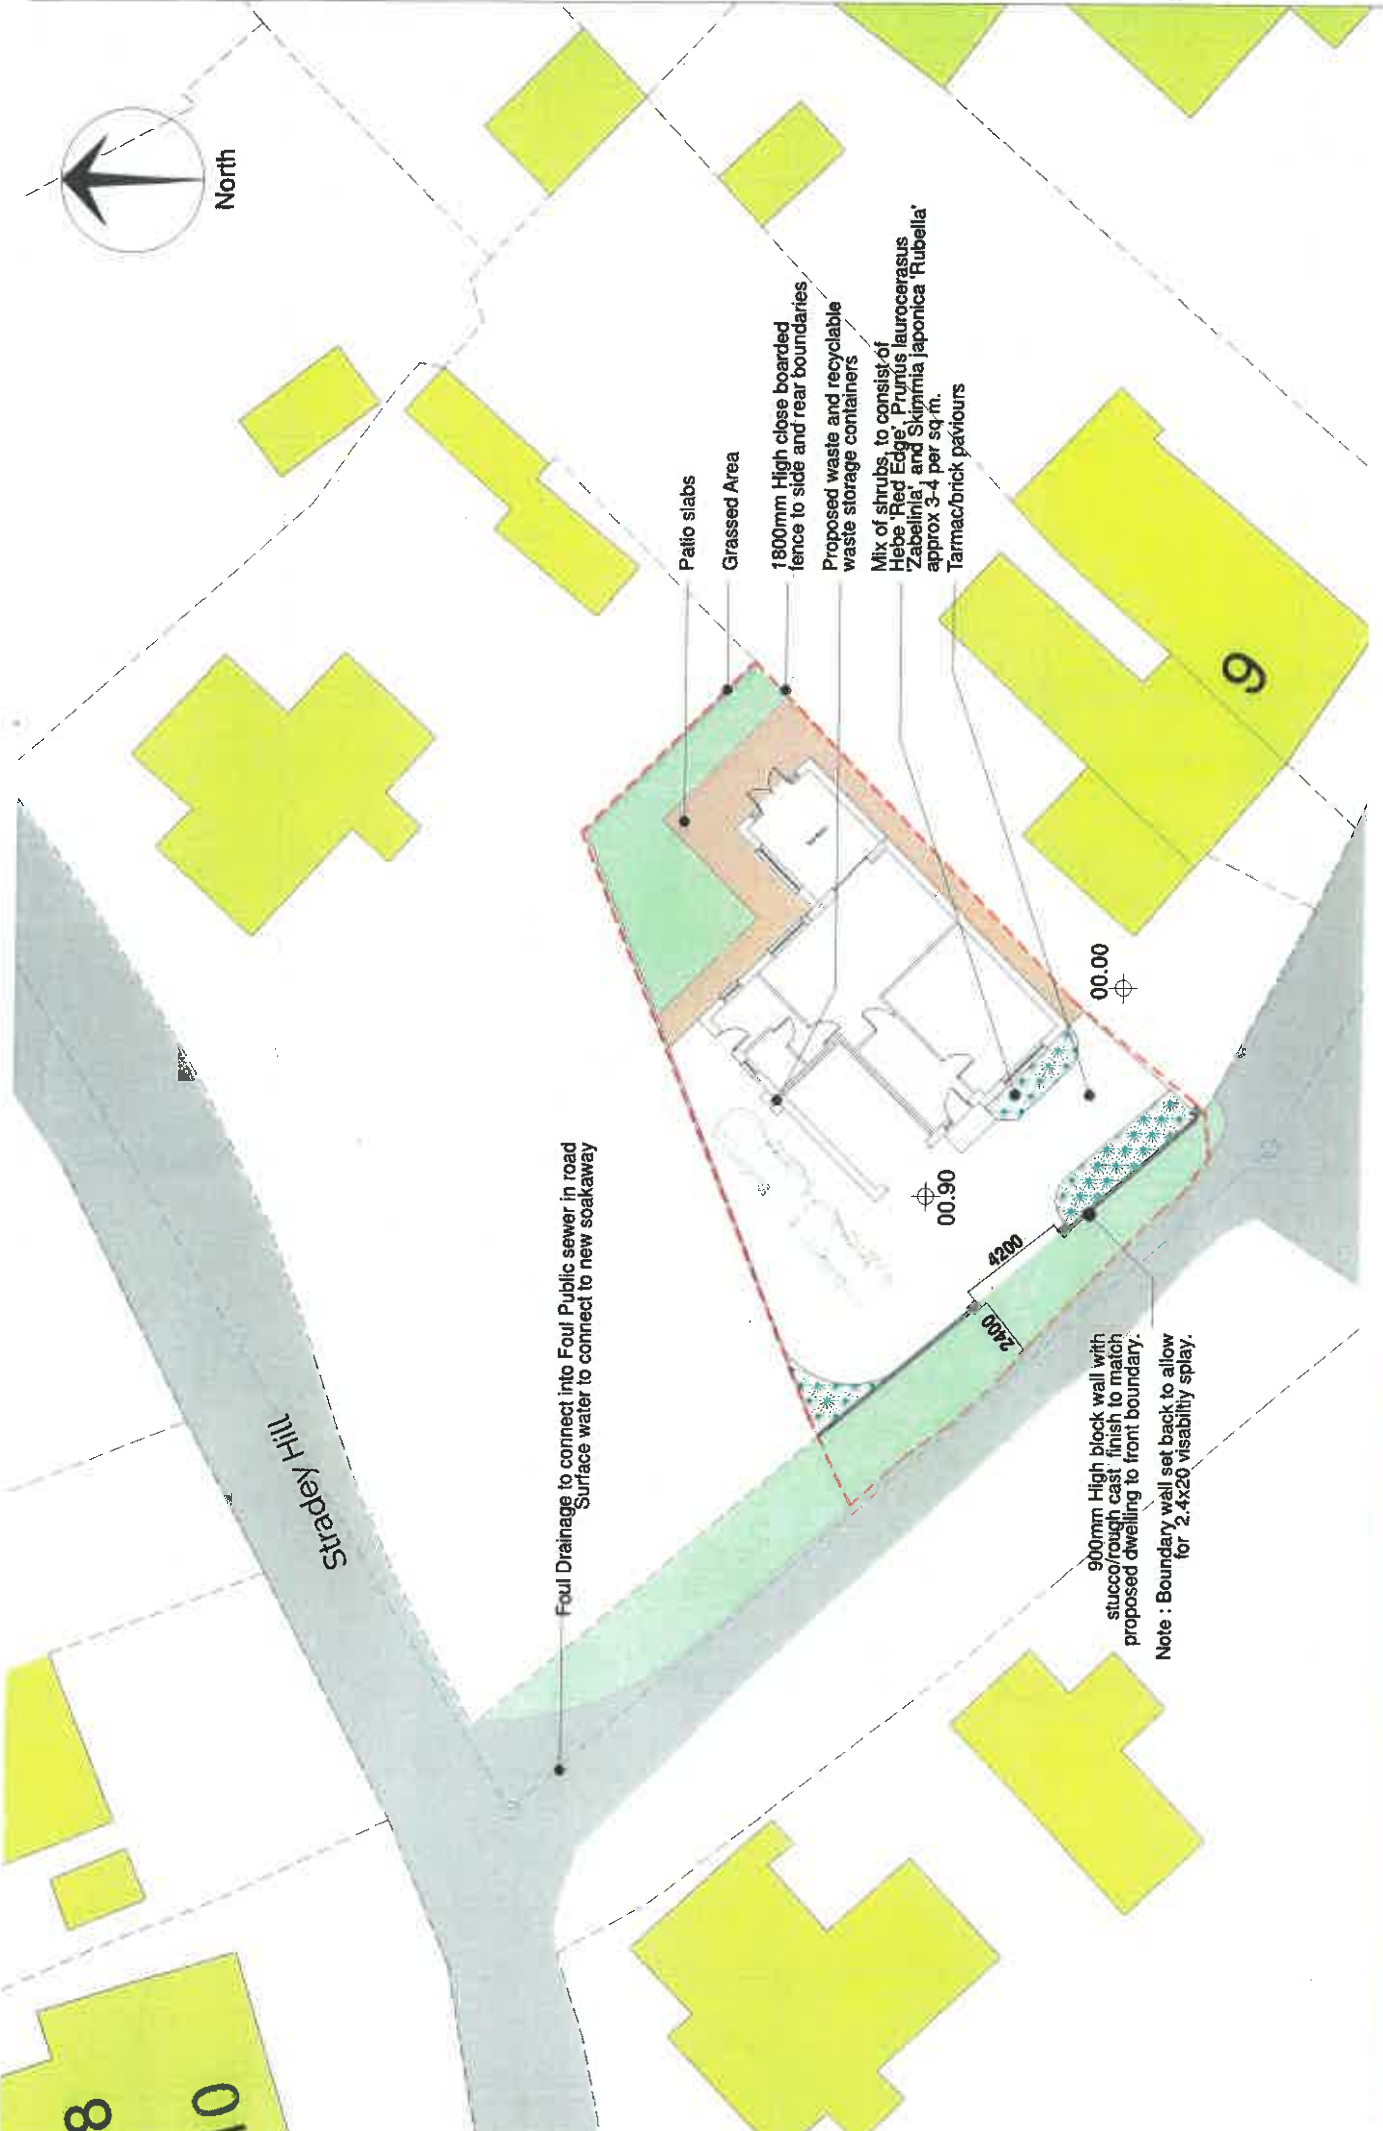 North
Patio slabs
Grassed Area
1800mm High close boarded
fence to side and rear boundaries
Proposed waste and recyclable
waste storage containers
Mix of shrubs, to consist of
Hebe 'Red Edge', Prunus laurocerasus
'Zabelinia', and Skimmia japonica 'Rubella'
approx 3-4 per sq m.
Tarmac/brick paviours
9
00.00
00.90
4200
2400
Foul Drainage to connect into Foul Public sewer in road
Surface water to connect to new soakaway
Stradey Hill
900mm High block wall with
stucco/rough cast finish to match
proposed dwelling to front boundary.
Note : Boundary wall set back to allow
for 2.4x20 visabiltiy splay.
8
10